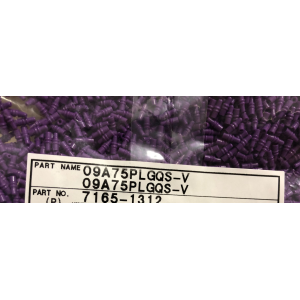 PART NAME 09A75PLGQS-V
09A75PLGQS-V
PART NO. 7165-1312
(P)